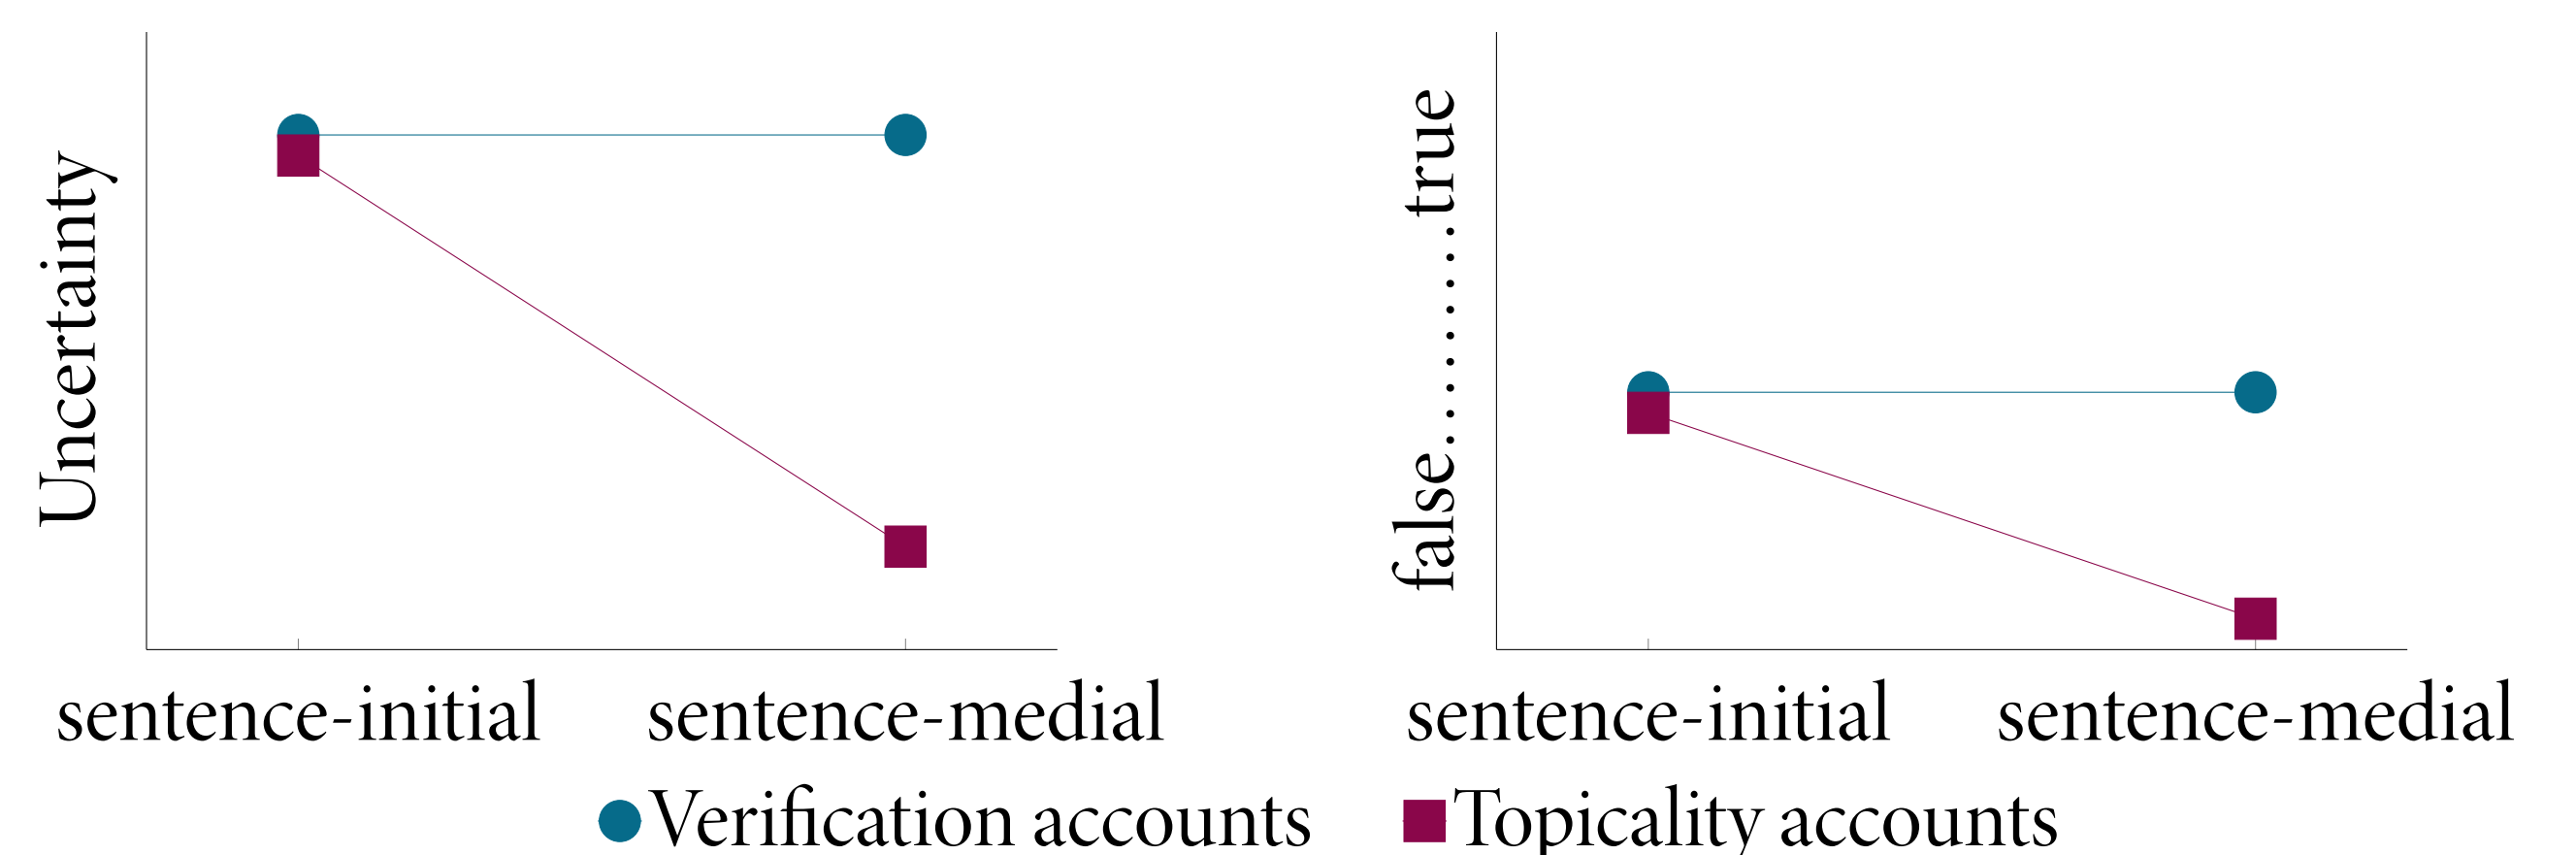 Uncertainty
false.........true
sentence-initial sentence-medial
sentence-initial sentence-medial
Verification accounts Topicality accounts